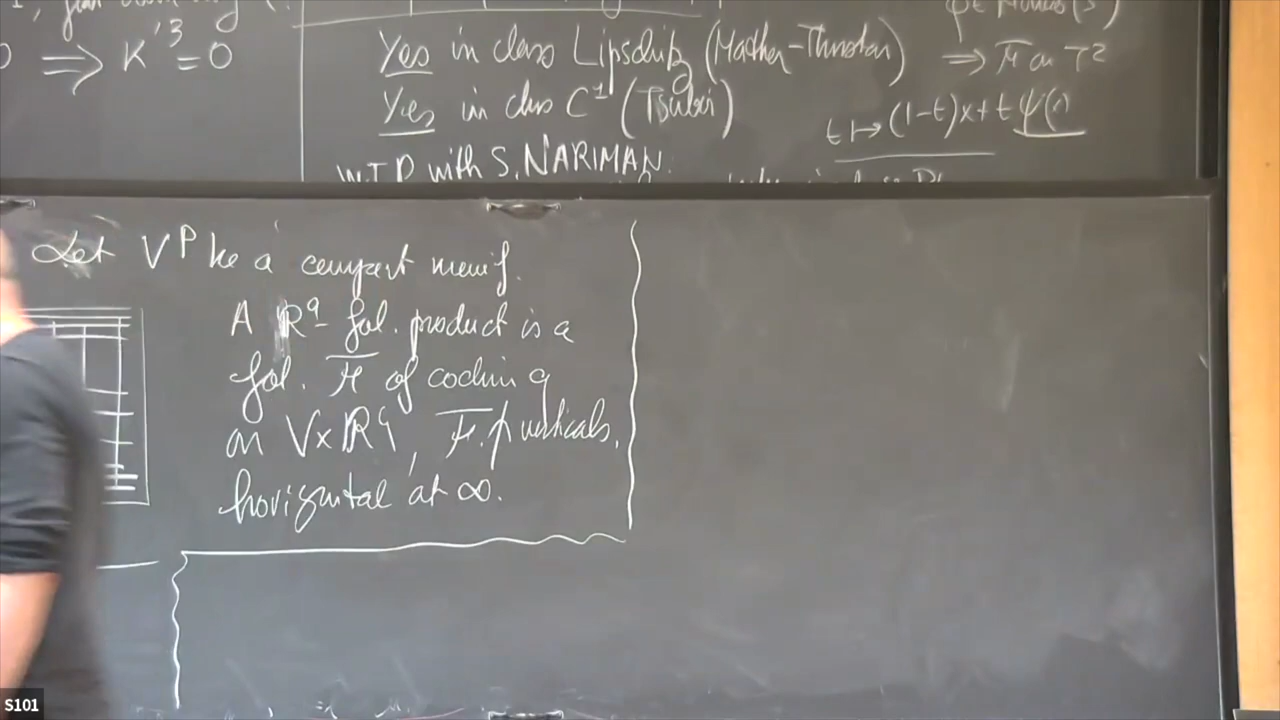 ⟹ K'³ = 0
Yes in class Lipschitz (Mather-Thurston)
Yes in class C¹ (Tsuboi)
W.I.P with S. NARIMAN.
⟹ F on T²
t ↦ (1-t)x + t ψ(
Let V^p be a compact manif.
A R^q- fol. product is a
fol. F of codim q
on V×R^q, F ⋔ verticals,
horizontal at ∞.
S101